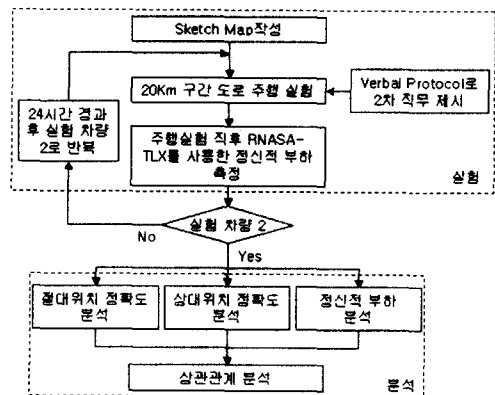 Sketch Map작성
20Km 구간 도로 주행 실험
Verbal Protocol로
2차 직무 제시
24시간 경과
후 실험 차량
2로 반복
주행실험 직후 RNASA-
TLX를 사용한 정신적 부하
측정
실험
실험 차량 2
No
Yes
절대위치 정확도
분석
상대위치 정확도
분석
정신적 부하
분석
상관관계 분석
분석